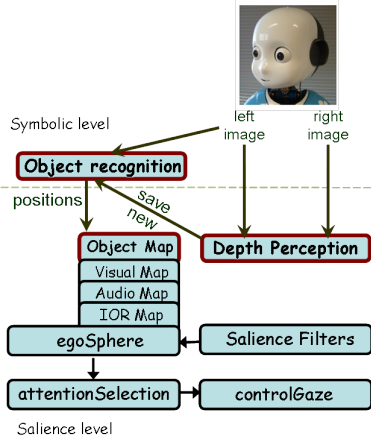 left
image
right
image
Symbolic level
Object recognition
positions
save
new
Object Map
Depth Perception
Visual Map
Audio Map
IOR Map
egoSphere
Salience Filters
attentionSelection
controlGaze
Salience level